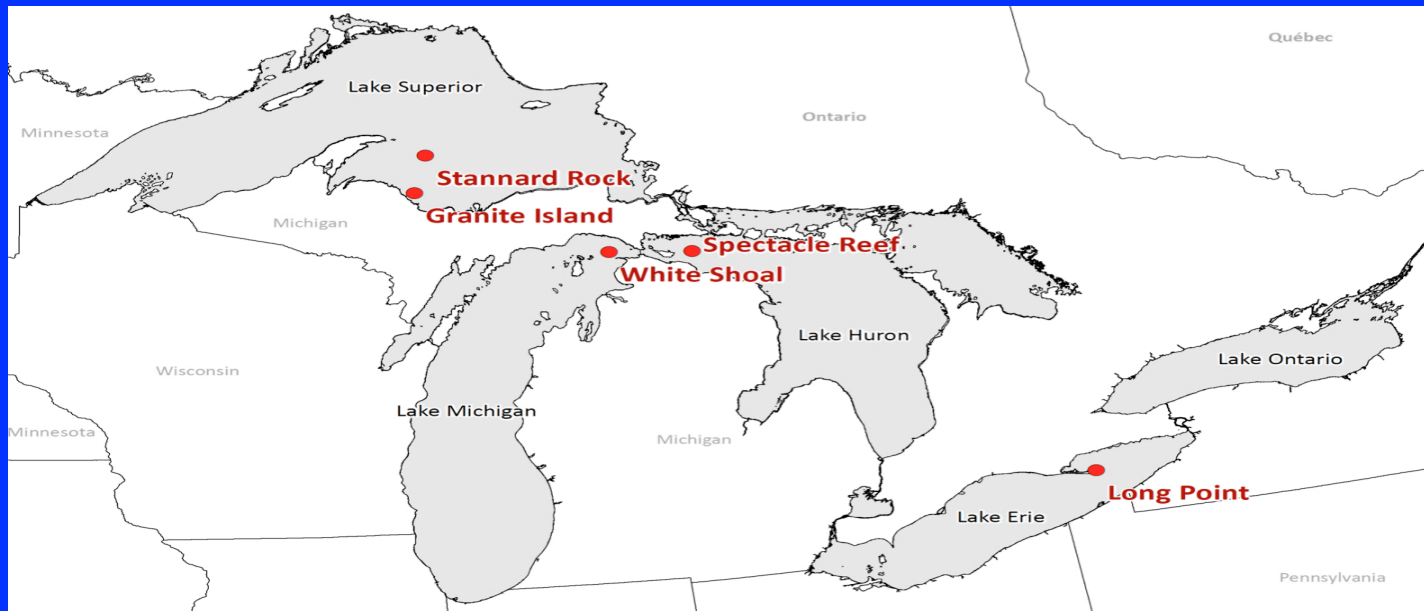 Québec
Lake Superior
Ontario
Minnesota
Stannard Rock
Granite Island
Michigan
Spectacle Reef
White Shoal
Lake Huron
Lake Ontario
Wisconsin
Lake Michigan
Minnesota
Michigan
Long Point
Lake Erie
Pennsylvania